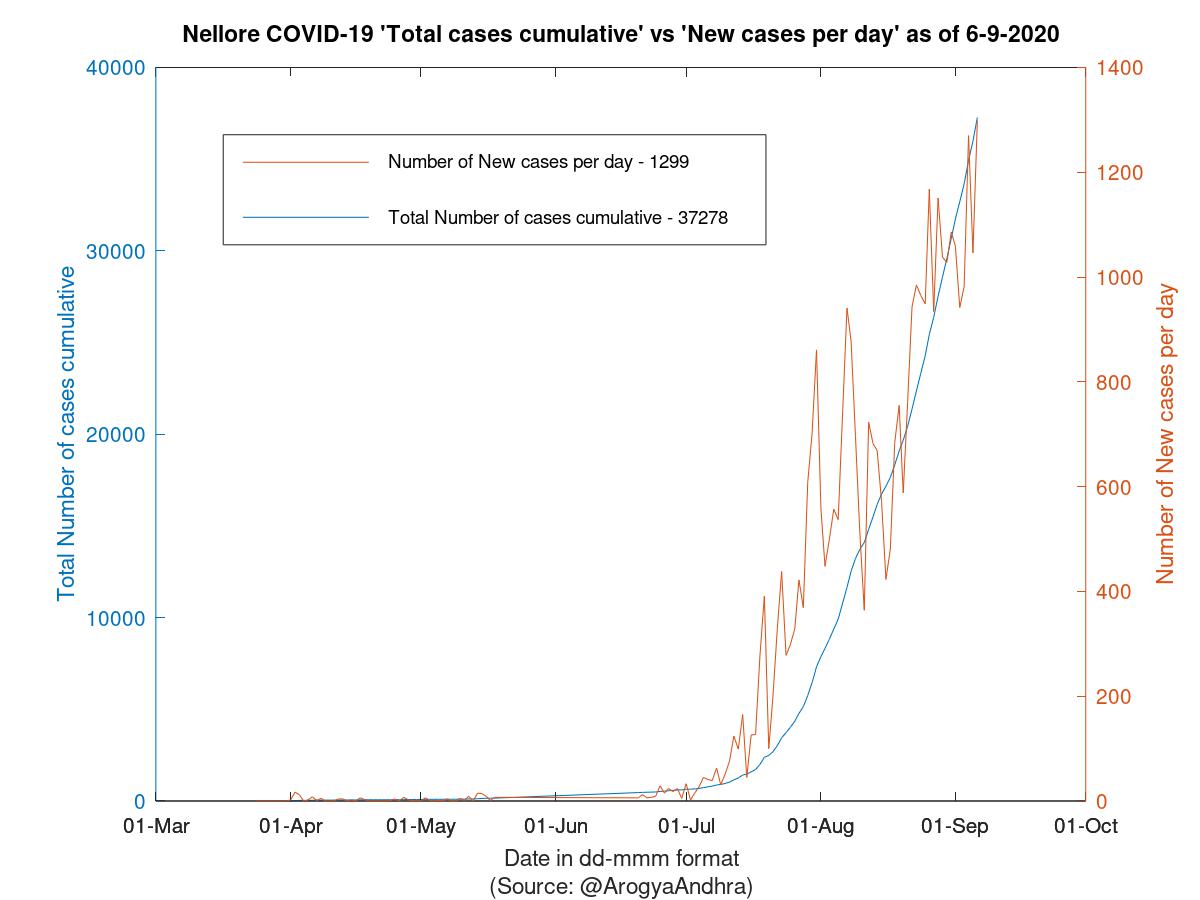 Nellore COVID-19 'Total cases cumulative' vs 'New cases per day' as of 6-9-2020
40000
30000
20000
10000
0
Total Number of cases cumulative
Number of New cases per day - 1299
Total Number of cases cumulative - 37278
1400
1200
1000
800
600
400
200
0
Number of New cases per day
01-Mar 01-Apr 01-May 01-Jun 01-Jul 01-Aug 01-Sep 01-Oct
Date in dd-mmm format
(Source: @ArogyaAndhra)